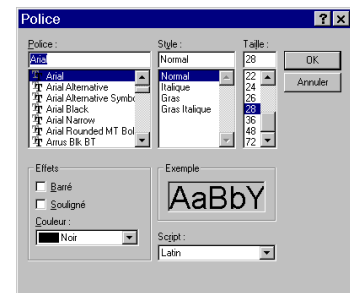 Police
Police :
Style :
Taille :
Arial
Normal
28
OK
Annuler
Arial
Arial Alternative
Arial Alternative Symbo
Arial Black
Arial Narrow
Arial Rounded MT Bol
Arrus Blk BT
Normal
Italique
Gras
Gras Italique
22
24
26
28
36
48
72
Effets
Barré
Souligné
Couleur :
Noir
Exemple
AaBbY
Script :
Latin